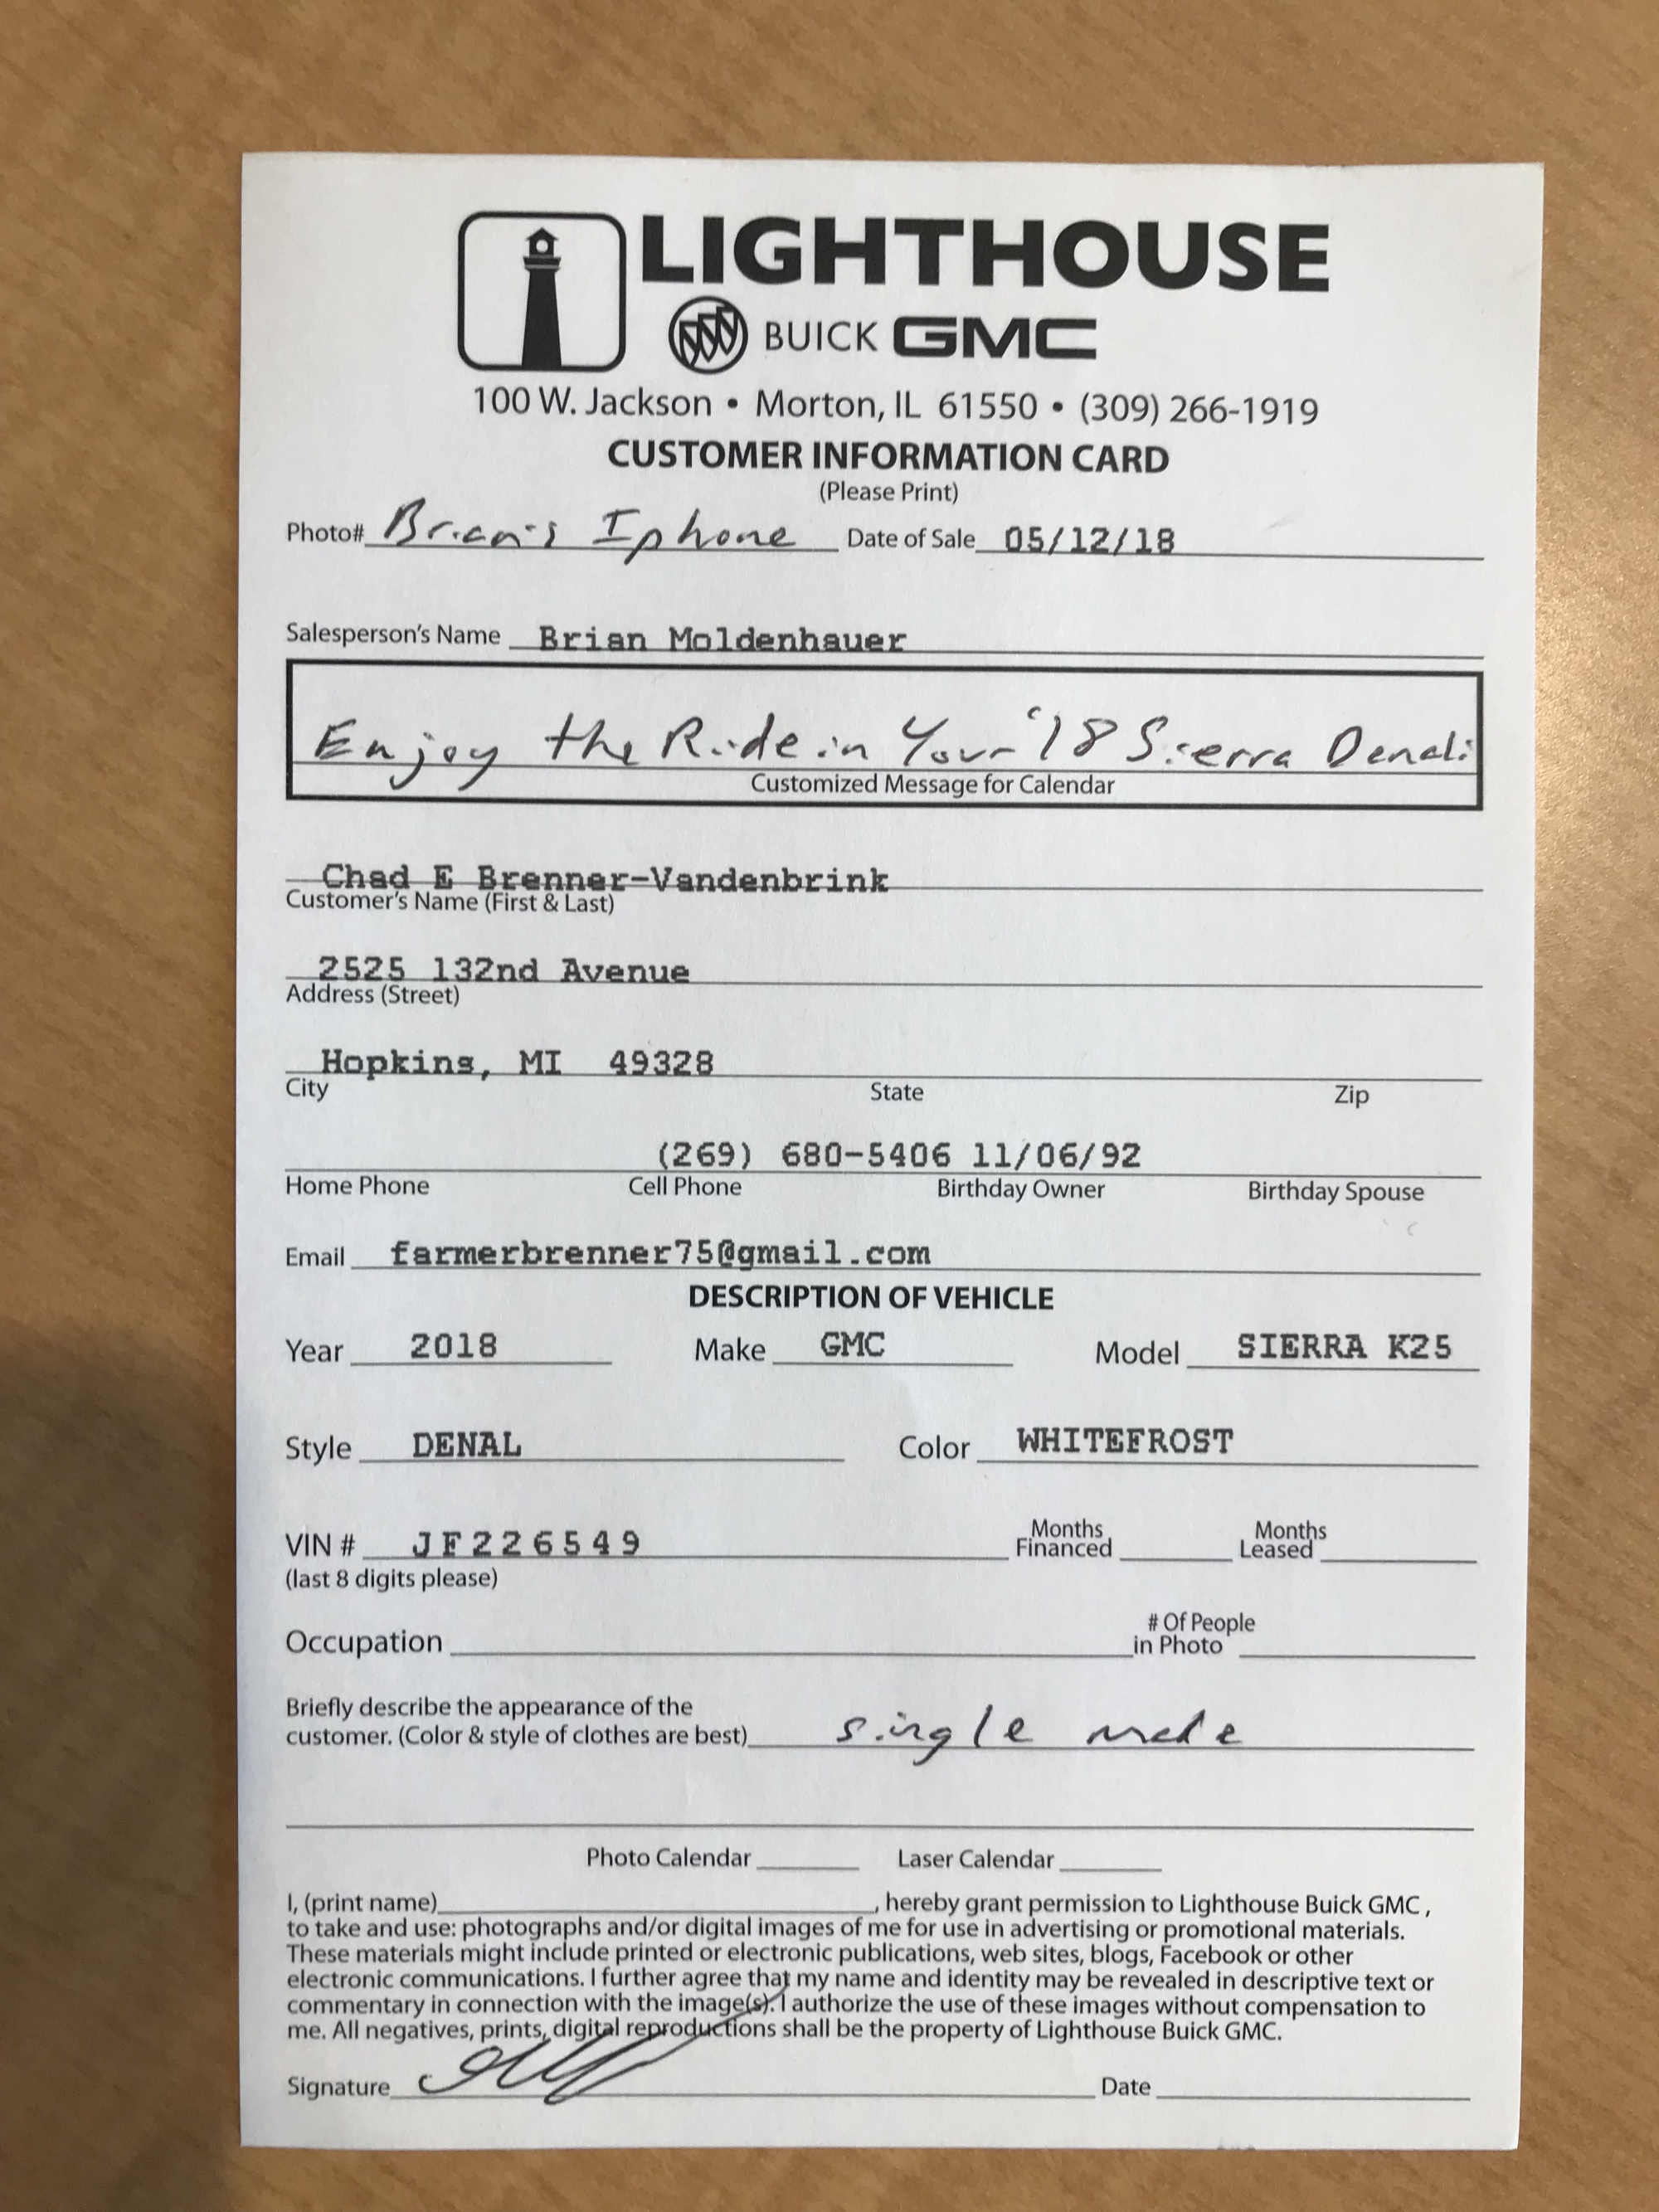 LIGHTHOUSE
BUICK GMC
100 W. Jackson • Morton, IL 61550 • (309) 266-1919
CUSTOMER INFORMATION CARD
(Please Print)
Photo# Brian's Iphone Date of Sale 05/12/18
Salesperson's Name Brian Moldenhauer
Enjoy the Ride in Your '18 Sierra Denali
Customized Message for Calendar
Chad E Brenner-Vandenbrink
Customer's Name (First & Last)
2525 132nd Avenue
Address (Street)
Hopkins, MI 49328
City State Zip
(269) 680-5406 11/06/92
Home Phone Cell Phone Birthday Owner Birthday Spouse
Email farmerbrenner75@gmail.com
DESCRIPTION OF VEHICLE
Year 2018 Make GMC Model SIERRA K25
Style DENAL Color WHITEFROST
VIN # JF226549 Months Financed Months Leased
(last 8 digits please)
Occupation # Of People in Photo
Briefly describe the appearance of the
customer. (Color & style of clothes are best) single male
Photo Calendar Laser Calendar
I, (print name) , hereby grant permission to Lighthouse Buick GMC ,
to take and use: photographs and/or digital images of me for use in advertising or promotional materials.
These materials might include printed or electronic publications, web sites, blogs, Facebook or other
electronic communications. I further agree that my name and identity may be revealed in descriptive text or
commentary in connection with the image(s). I authorize the use of these images without compensation to
me. All negatives, prints, digital reproductions shall be the property of Lighthouse Buick GMC.
Signature Date